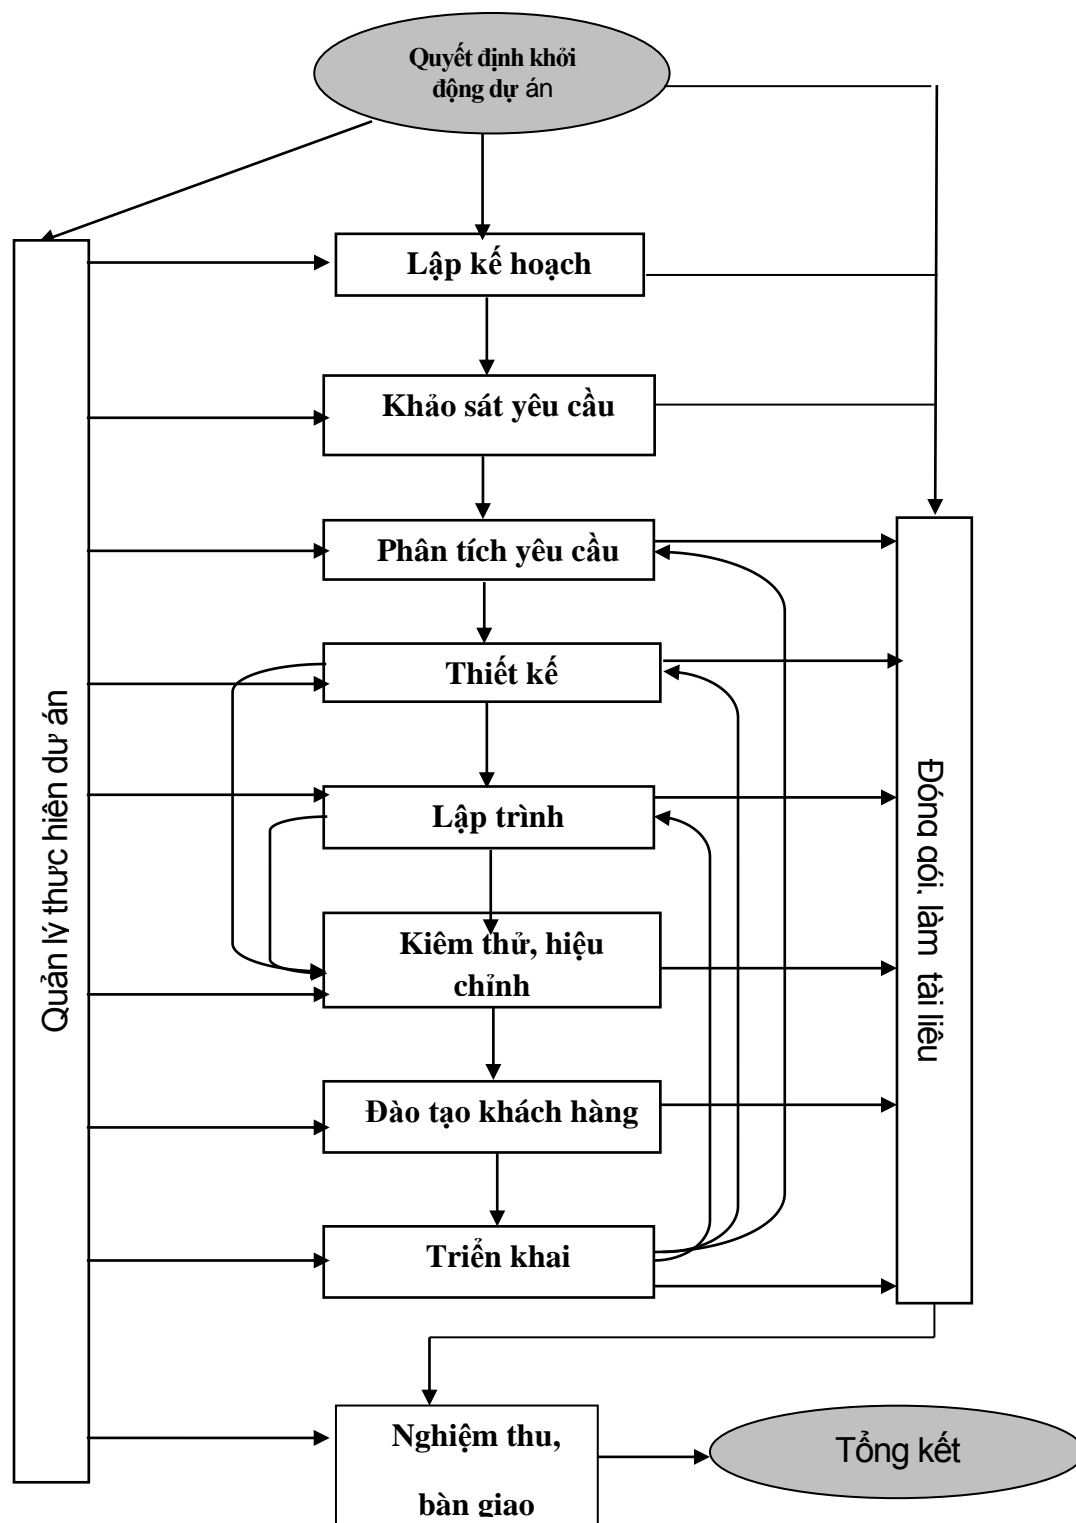 Quyết định khởi
động dự án
Lập kế hoạch
Khảo sát yêu cầu
Phân tích yêu cầu
Thiết kế
Lập trình
Kiêm thử, hiệu
chỉnh
Đào tạo khách hàng
Triển khai
Nghiệm thu,
bàn giao
Tổng kết
Quản lý thực hiện dự án
Đóng gói, làm tài liệu